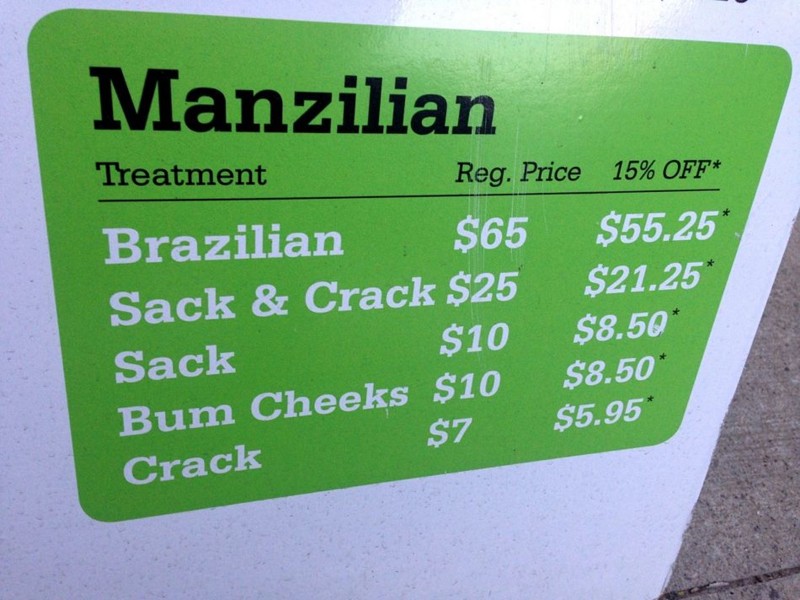 Manzilian
Treatment Reg. Price 15% OFF*
Brazilian $65 $55.25*
Sack & Crack $25 $21.25*
Sack $10 $8.50*
Bum Cheeks $10 $8.50*
Crack $7 $5.95*